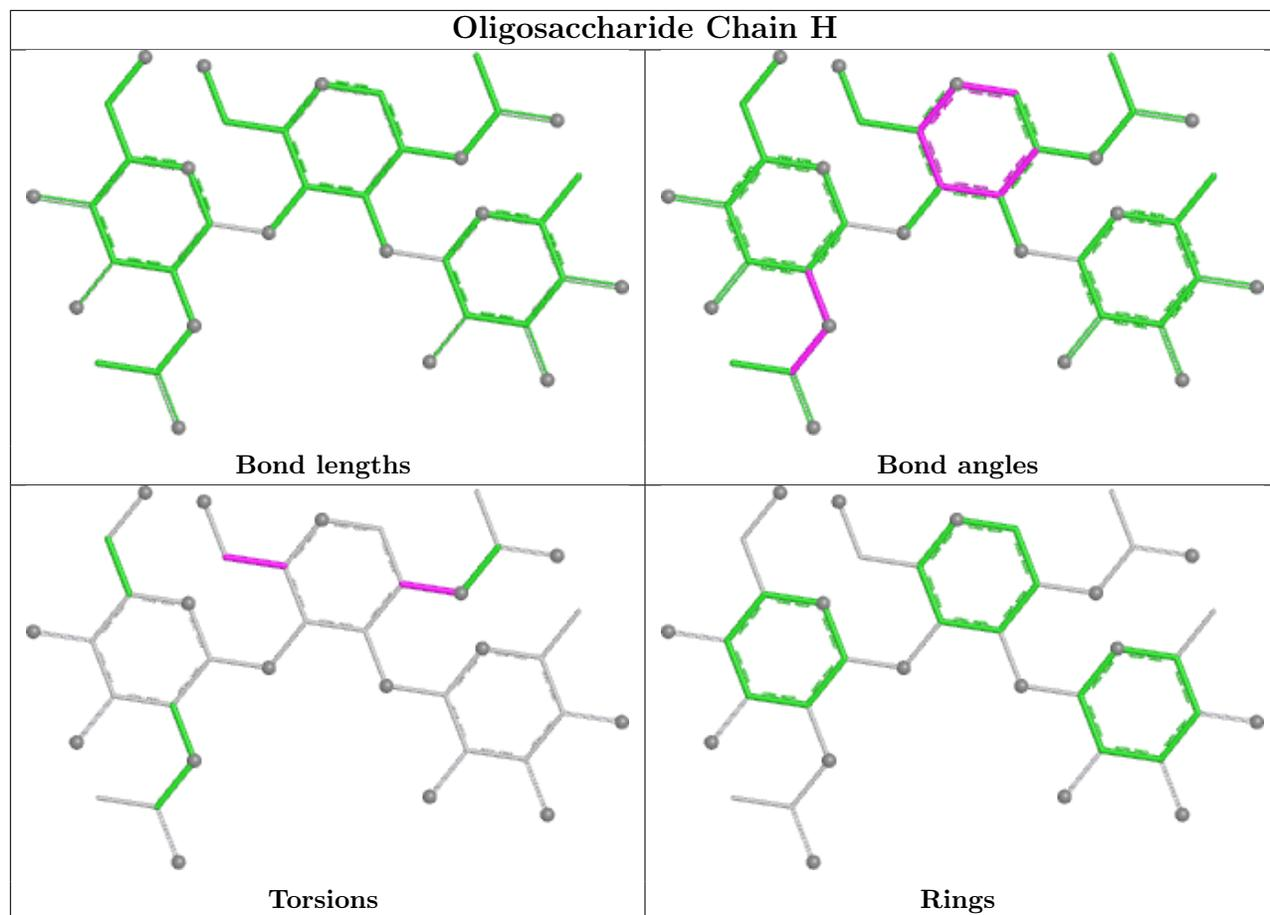 Oligosaccharide Chain H
Bond lengths
Bond angles
Torsions
Rings